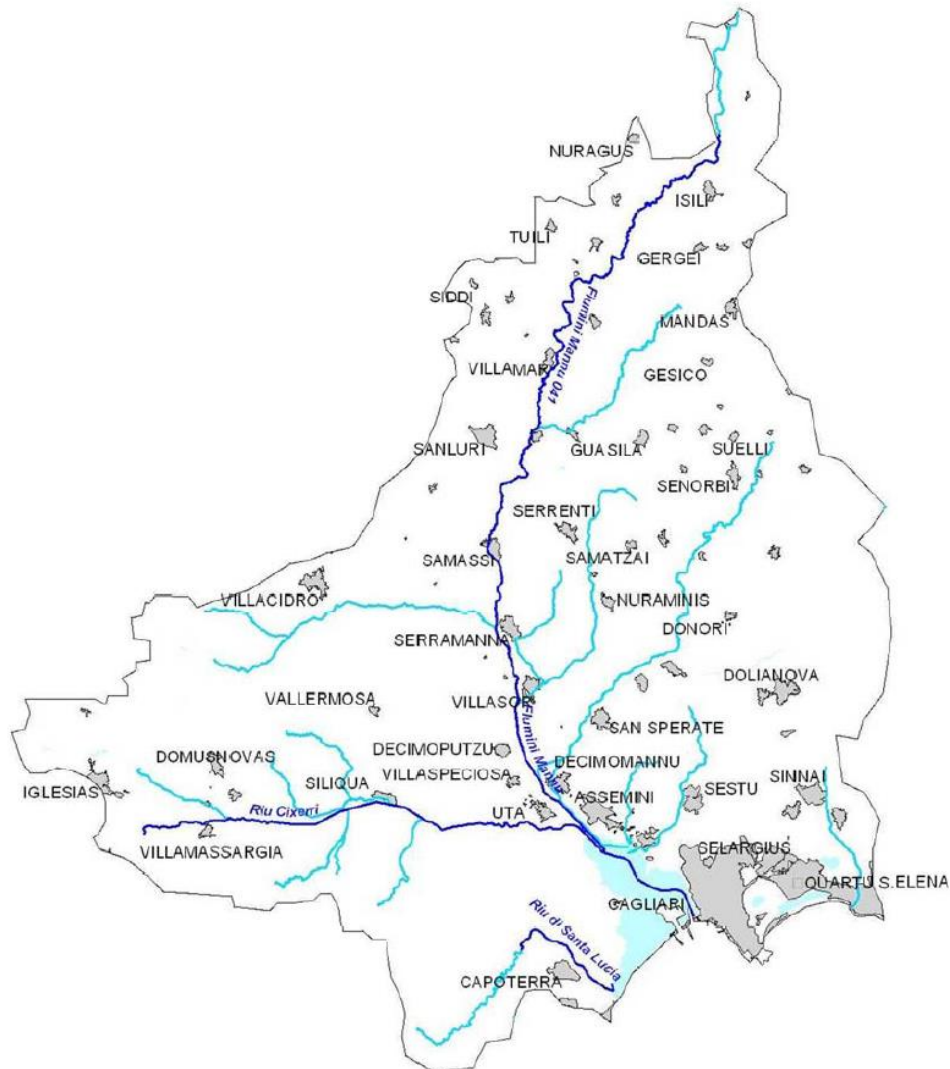 NURAGUS
ISILI
TUILI
GERGEI
SIDDI
Flumini Mannu 041
MANDAS
VILLAMAR
GESICO
SANLURI
GUASILA
SUELLI
SENORBI
SERRENTI
SAMASSI
SAMATZAI
VILLACIDRO
NURAMINIS
DONORI
SERRAMANNA
DOLIANOVA
VALLERMOSA
VILLASOR
SAN SPERATE
Flumini Mannu
DECIMOPUTZU
DOMUSNOVAS
DECIMOMANNU
VILLASPECIOSA
SININAI
IGLESIAS
SILIQUA
SESTU
ASSEMINI
Riu Cixerri
UTA
VILLAMASSARGIA
SELARGIUS
QUARTU S.ELENA
CAGLIARI
Riu di Santa Lucia
CAPOTERRA